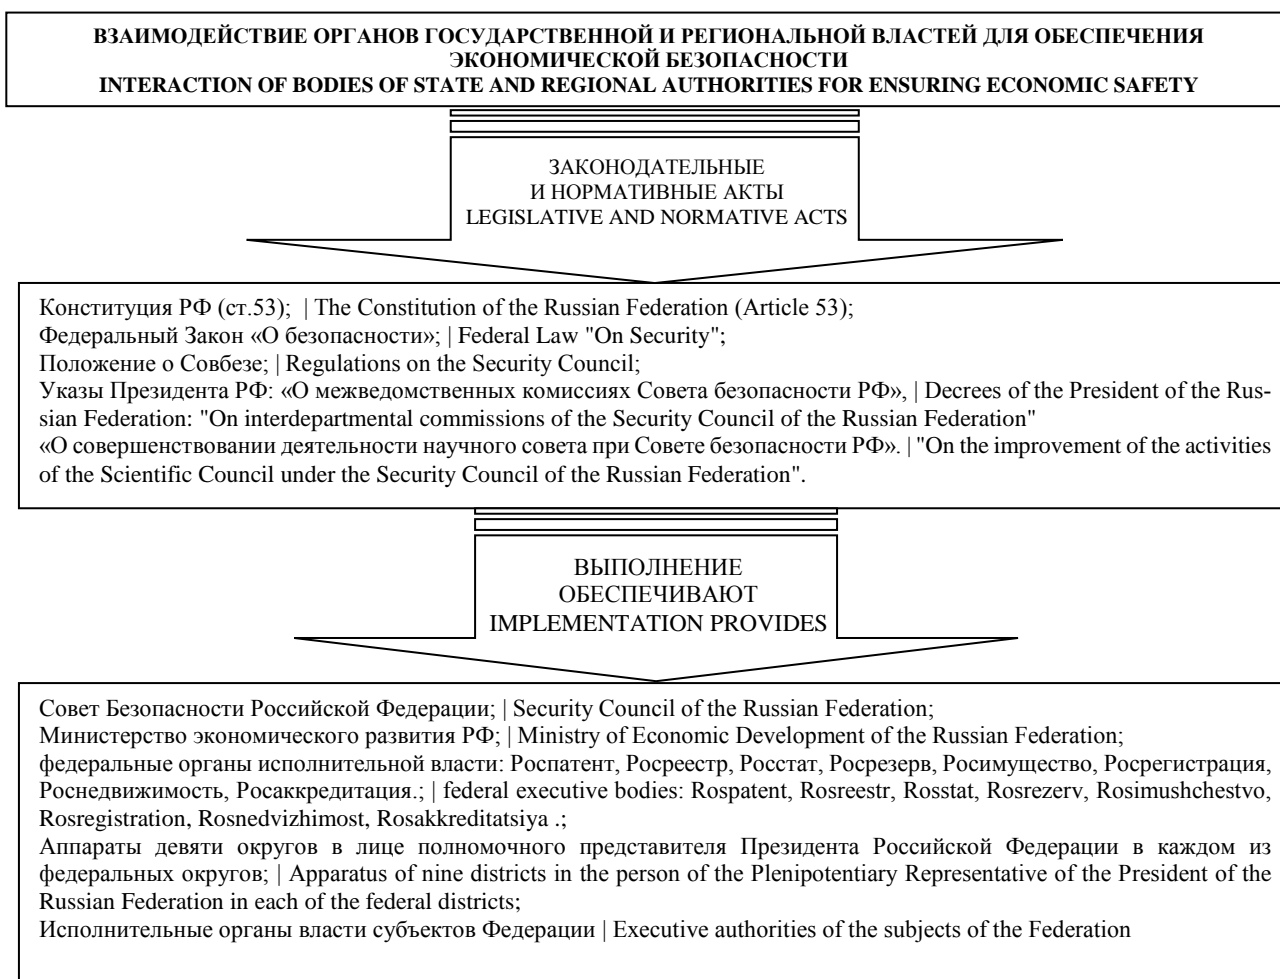 ВЗАИМОДЕЙСТВИЕ ОРГАНОВ ГОСУДАРСТВЕННОЙ И РЕГИОНАЛЬНОЙ ВЛАСТЕЙ ДЛЯ ОБЕСПЕЧЕНИЯ
ЭКОНОМИЧЕСКОЙ БЕЗОПАСНОСТИ
INTERACTION OF BODIES OF STATE AND REGIONAL AUTHORITIES FOR ENSURING ECONOMIC SAFETY
ЗАКОНОДАТЕЛЬНЫЕ
И НОРМАТИВНЫЕ АКТЫ
LEGISLATIVE AND NORMATIVE ACTS
Конституция РФ (ст.53); | The Constitution of the Russian Federation (Article 53);
Федеральный Закон «О безопасности»; | Federal Law "On Security";
Положение о Совбезе; | Regulations on the Security Council;
Указы Президента РФ: «О межведомственных комиссиях Совета безопасности РФ», | Decrees of the President of the Rus-
sian Federation: "On interdepartmental commissions of the Security Council of the Russian Federation"
«О совершенствовании деятельности научного совета при Совете безопасности РФ». | "On the improvement of the activities
of the Scientific Council under the Security Council of the Russian Federation".
ВЫПОЛНЕНИЕ
ОБЕСПЕЧИВАЮТ
IMPLEMENTATION PROVIDES
Совет Безопасности Российской Федерации; | Security Council of the Russian Federation;
Министерство экономического развития РФ; | Ministry of Economic Development of the Russian Federation;
федеральные органы исполнительной власти: Роспатент, Росреестр, Росстат, Росрезерв, Росимущество, Росрегистрация,
Роснедвижимость, Росаккредитация.; | federal executive bodies: Rospatent, Rosreestr, Rosstat, Rosrezerv, Rosimushchestvo,
Rosregistration, Rosnedvizhimost, Rosakkreditatsiya .;
Аппараты девяти округов в лице полномочного представителя Президента Российской Федерации в каждом из
федеральных округов; | Apparatus of nine districts in the person of the Plenipotentiary Representative of the President of the
Russian Federation in each of the federal districts;
Исполнительные органы власти субъектов Федерации | Executive authorities of the subjects of the Federation